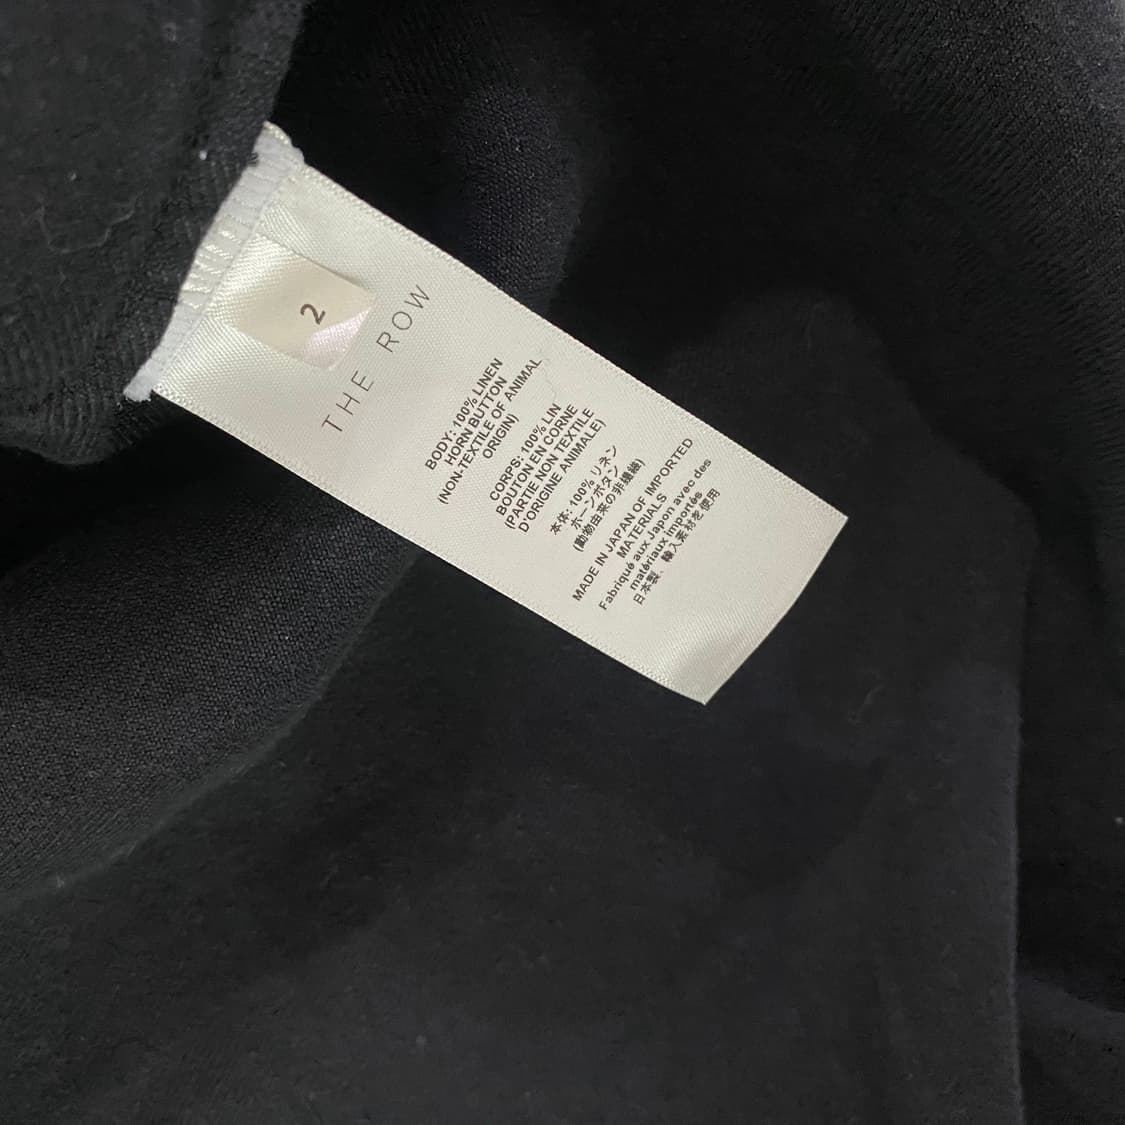 2
THE ROW
BODY: 100% LINEN
HORN BUTTON
(NON-TEXTILE OF ANIMAL
ORIGIN)
CORPS: 100% LIN
BOUTON EN CORNE
(PARTIE NON TEXTILE
D'ORIGINE ANIMALE)
本体: 100% リネン
ホーンボタン
(動物由来の非繊維)
MADE IN JAPAN OF IMPORTED
MATERIALS
Fabriqué aux Japon avec des
matériaux importés
日本製、輸入素材を使用